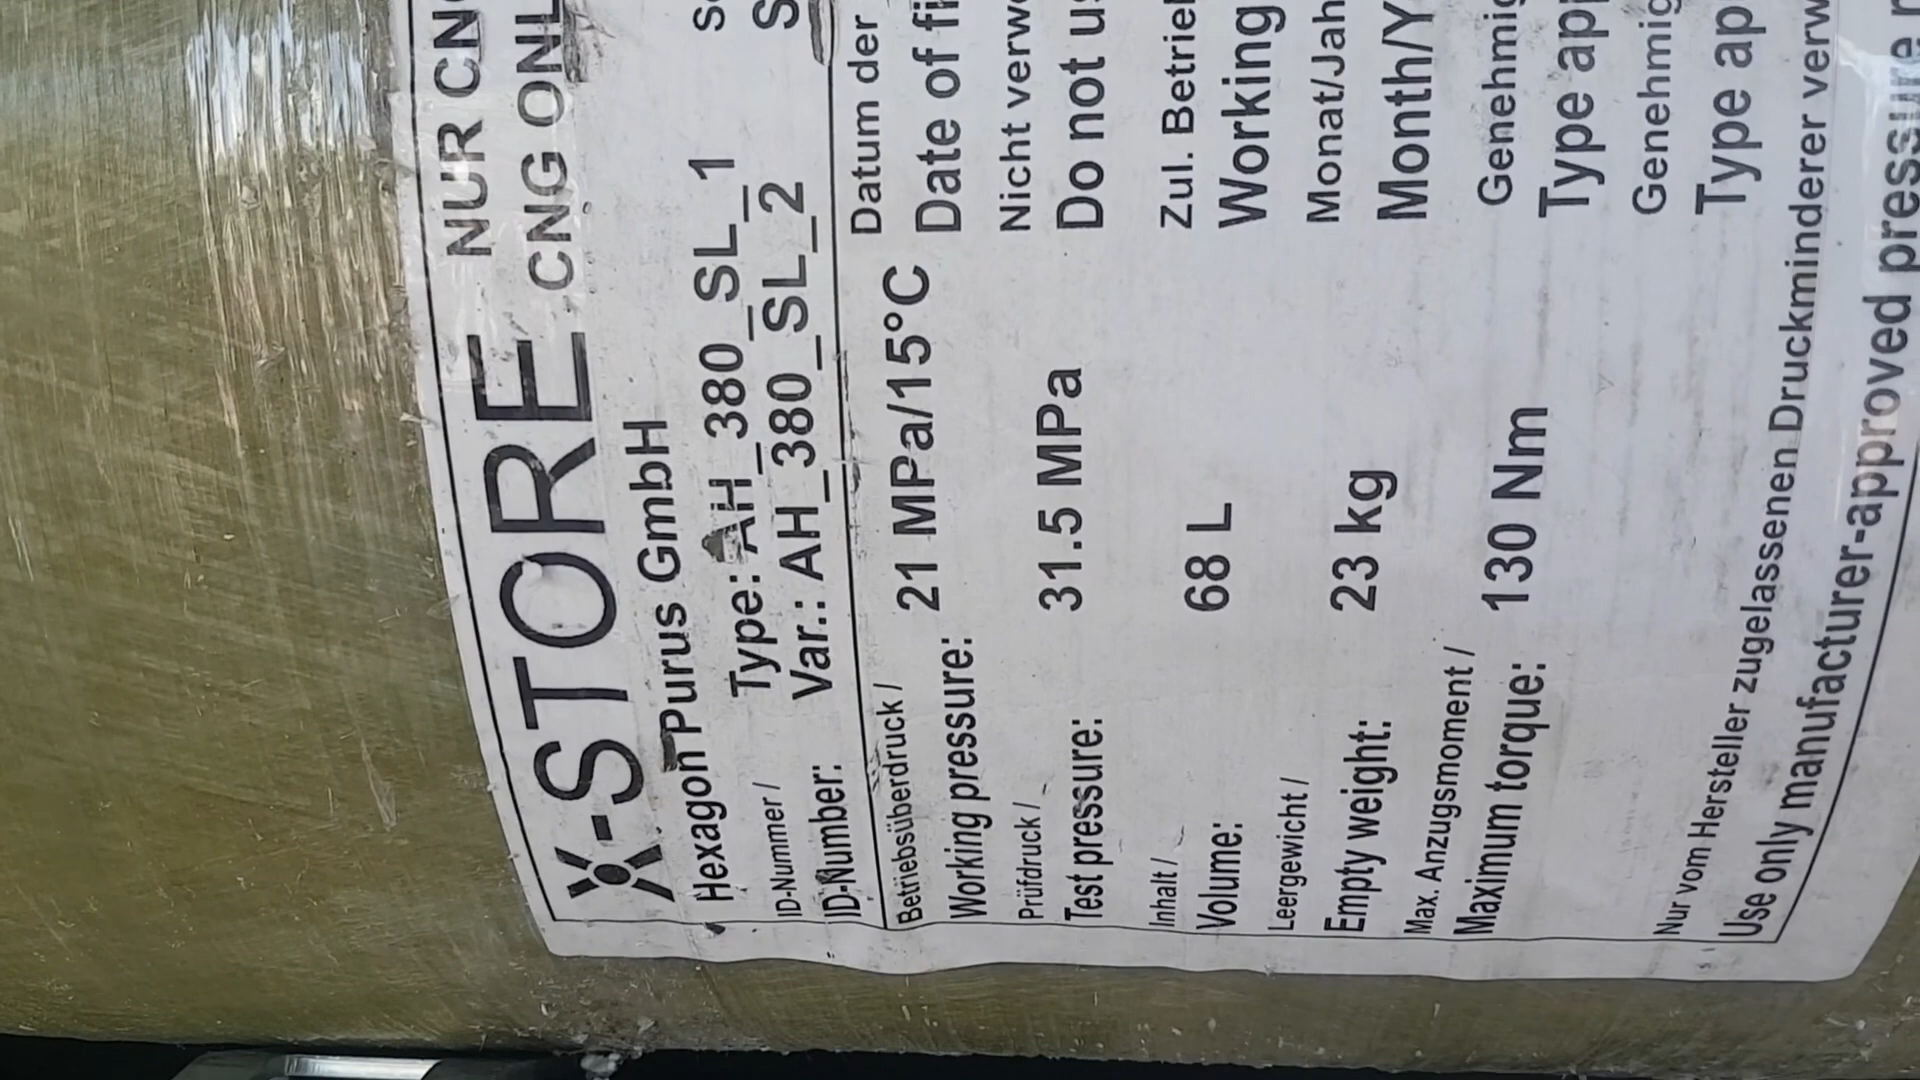 X-STORE NUR CNG
CNG ONL
Hexagon Purus GmbH
ID-Nummer / Type: AH_380_SL_1
ID-Number: Var.: AH_380_SL_2 S
Betriebsüberdruck /
Working pressure: 21 MPa/15°C
Prüfdruck /
Test pressure: 31.5 MPa
Inhalt /
Volume: 68 L
Leergewicht /
Empty weight: 23 kg
Max. Anzugsmoment /
Maximum torque: 130 Nm
Datum der
Date of fi
Nicht verw
Do not us
Zul. Betrie
Working
Monat/Jah
Month/Y
Genehmig
Type app
Genehmig
Type ap
Nur vom Hersteller zugelassenen Druckminderer verw
Use only manufacturer-approved pressure r